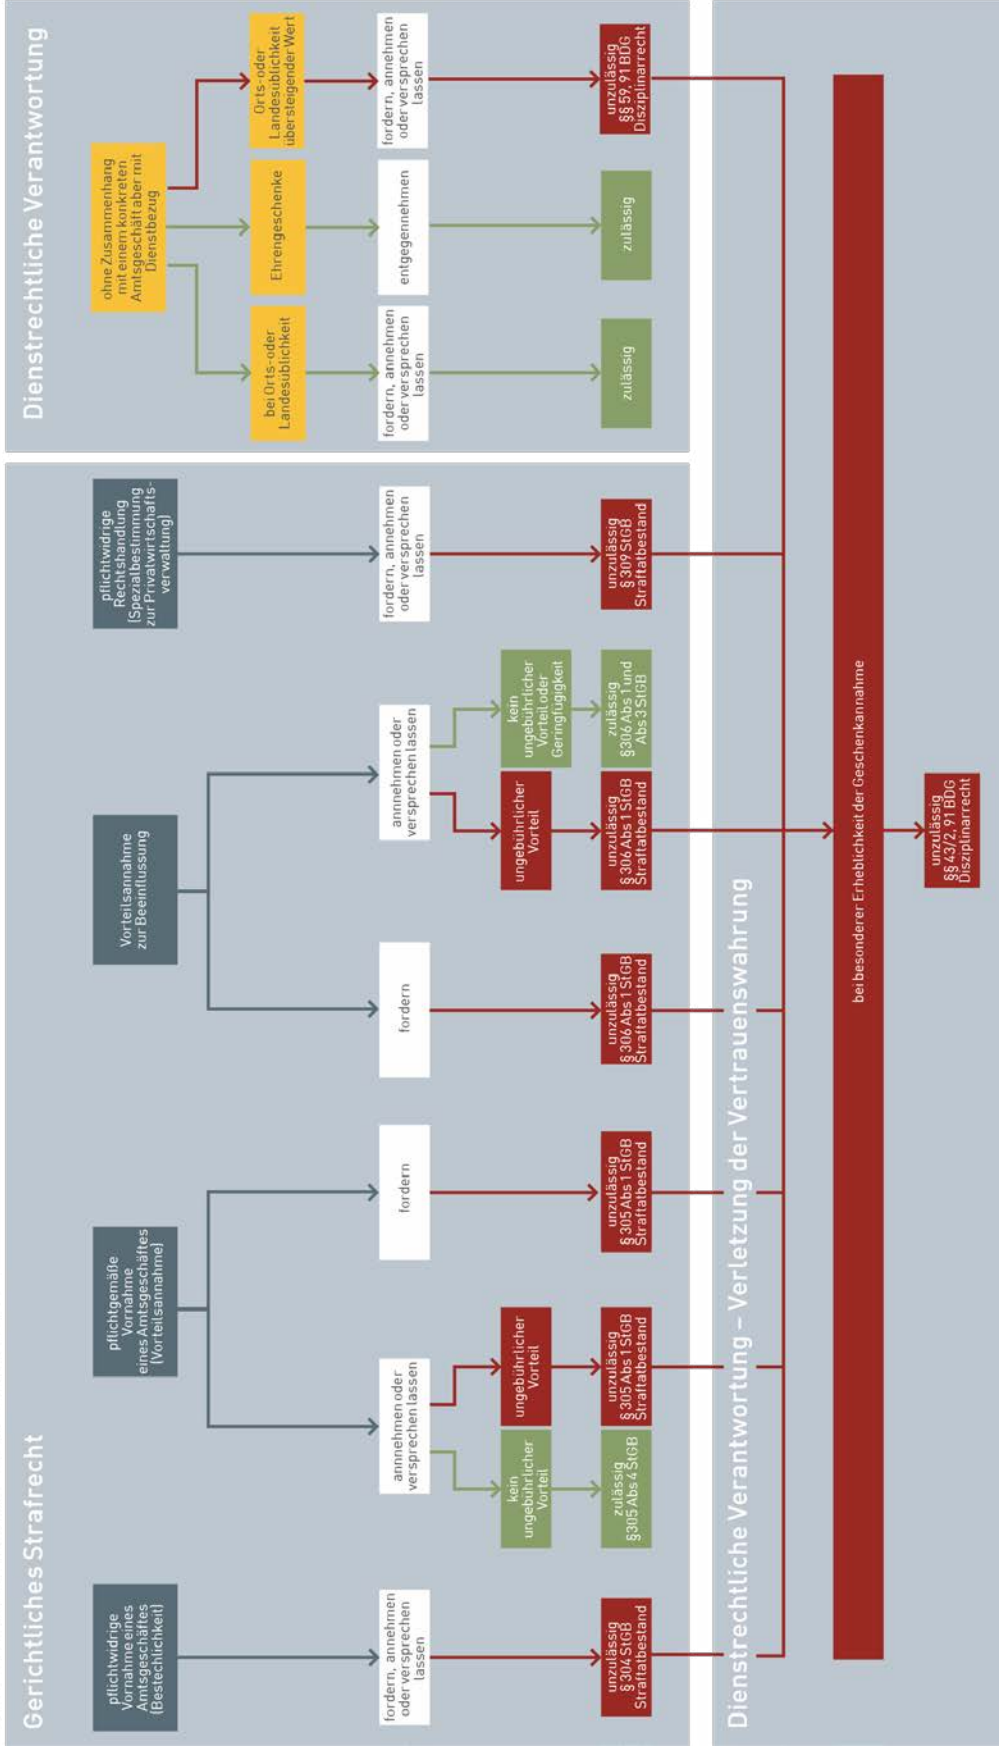 Gerichtliches Strafrecht
pflichtwidrige
Vornahme eines
Amtsgeschäftes
(Bestechlichkeit)
fordern, annehmen
oder versprechen
lassen
unzulässig
§ 304 StGB
Straftatbestand
pflichtgemäße
Vornahme
eines Amtsgeschäftes
(Vorteilsannahme)
annnehmen oder
versprechen lassen
kein
ungebührlicher
Vorteil
zulässig
§305 Abs 4 StGB
ungebührlicher
Vorteil
unzulässig
§ 305 Abs 1 StGB
Straftatbestand
fordern
unzulässig
§ 305 Abs 1 StGB
Straftatbestand
Vorteilsannahme
zur Beeinflussung
fordern
unzulässig
§ 306 Abs 1 StGB
Straftatbestand
annnehmen oder
versprechen lassen
ungebührlicher
Vorteil
unzulässig
§ 306 Abs 1 StGB
Straftatbestand
kein
ungebührlicher
Vorteil oder
Geringfügigkeit
zulässig
§306 Abs 1 und
Abs 3 StGB
pflichtwidrige
Rechtshandlung
(Spezialbestimmung
zur Privatwirtschafts-
verwaltung)
fordern, annehmen
oder versprechen
lassen
unzulässig
§ 309 StGB
Straftatbestand
Dienstrechtliche Verantwortung
ohne Zusammenhang
mit einem konkreten
Amtsgeschäft aber mit
Dienstbezug
bei Orts- oder
Landesüblichkeit
fordern, annehmen
oder versprechen
lassen
zulässig
Ehrengeschenke
entgegennehmen
zulässig
Orts- oder
Landesüblichkeit
übersteigender Wert
fordern, annehmen
oder versprechen
lassen
unzulässig
§§ 59, 91 BDG
Disziplinarrecht
Dienstrechtliche Verantwortung – Verletzung der Vertrauenswahrung
bei besonderer Erheblichkeit der Geschenkannahme
unzulässig
§§ 43/2, 91 BDG
Disziplinarrecht